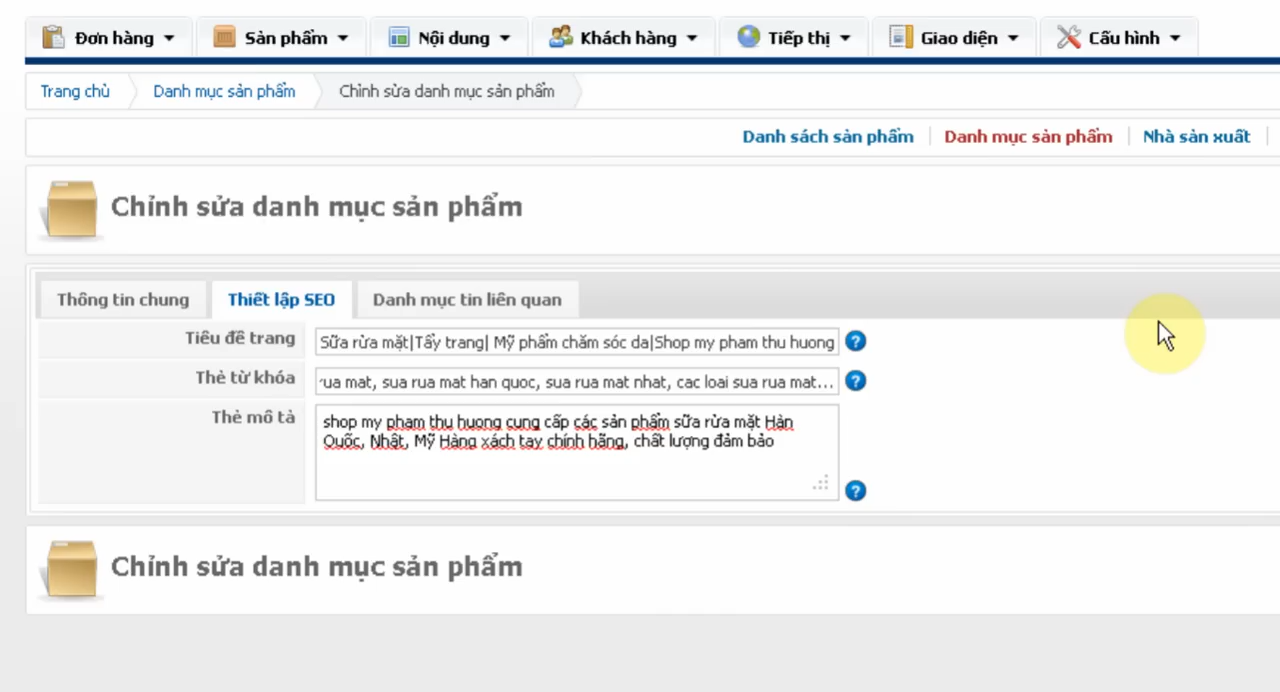 Đơn hàng
Sản phẩm
Nội dung
Khách hàng
Tiếp thị
Giao diện
Cấu hình
Trang chủ
Danh mục sản phẩm
Chỉnh sửa danh mục sản phẩm
Danh sách sản phẩm
Danh mục sản phẩm
Nhà sản xuất
Chỉnh sửa danh mục sản phẩm
Thông tin chung
Thiết lập SEO
Danh mục tin liên quan
Tiêu đề trang
Sữa rửa mặt|Tẩy trang| Mỹ phẩm chăm sóc da|Shop my pham thu huong
Thẻ từ khóa
rua mat, sua rua mat han quoc, sua rua mat nhat, cac loai sua rua mat...
Thẻ mô tả
shop my pham thu huong cung cấp các sản phẩm sữa rửa mặt Hàn
Quốc, Nhật, Mỹ Hàng xách tay chính hãng, chất lượng đảm bảo
Chỉnh sửa danh mục sản phẩm